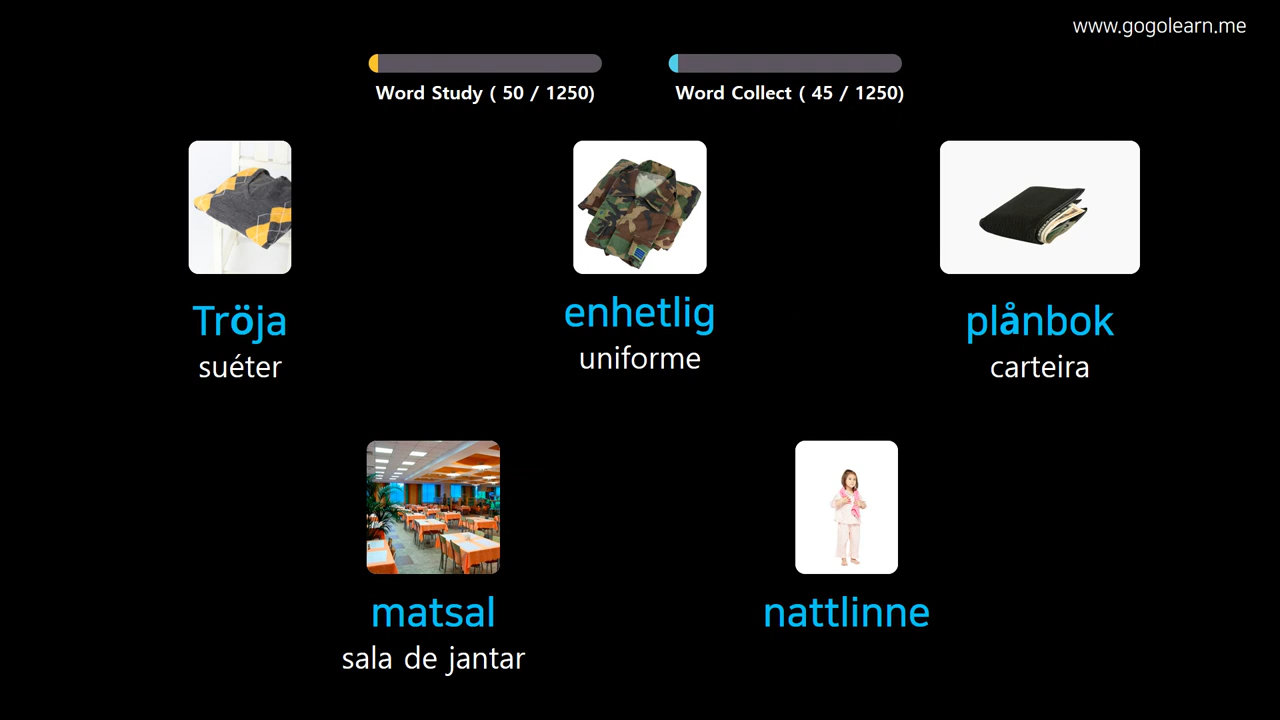 www.gogolearn.me
Word Study ( 50 / 1250)
Word Collect ( 45 / 1250)
Tröja
suéter
enhetlig
uniforme
plånbok
carteira
matsal
sala de jantar
nattlinne